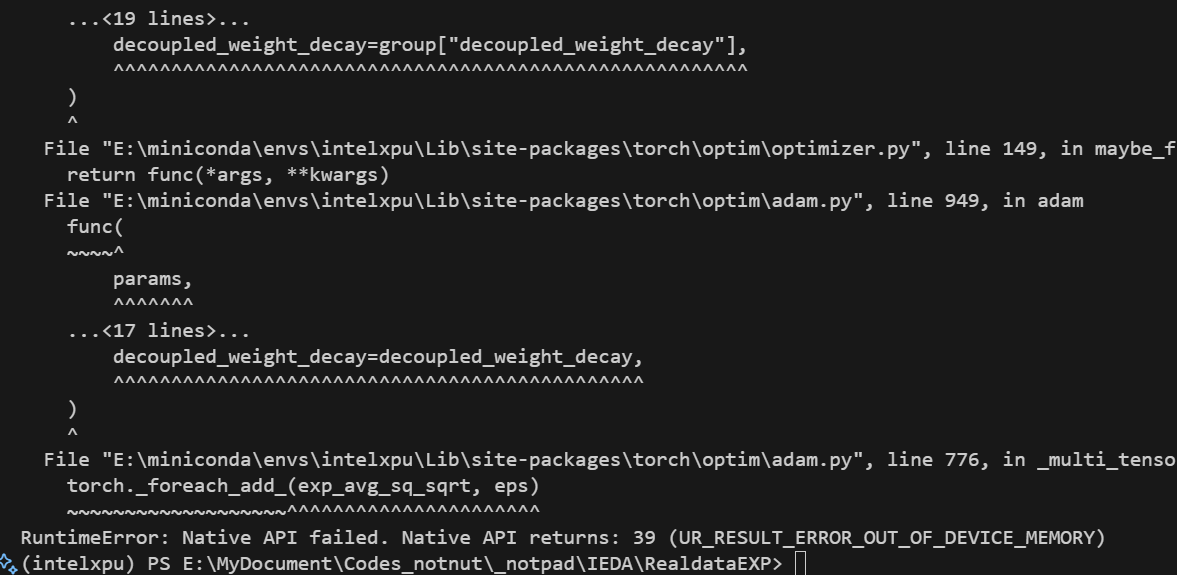 ...<19 lines>...
decoupled_weight_decay=group["decoupled_weight_decay"],
^^^^^^^^^^^^^^^^^^^^^^^^^^^^^^^^^^^^^^^^^^^^^^^^^^^^^^^
)
^
File "E:\miniconda\envs\intelxpu\Lib\site-packages\torch\optim\optimizer.py", line 149, in maybe_f
return func(*args, **kwargs)
File "E:\miniconda\envs\intelxpu\Lib\site-packages\torch\optim\adam.py", line 949, in adam
func(
~~~~^
params,
^^^^^^^
...<17 lines>...
decoupled_weight_decay=decoupled_weight_decay,
^^^^^^^^^^^^^^^^^^^^^^^^^^^^^^^^^^^^^^^^^^^^^^
)
^
File "E:\miniconda\envs\intelxpu\Lib\site-packages\torch\optim\adam.py", line 776, in _multi_tenso
torch._foreach_add_(exp_avg_sq_sqrt, eps)
~~~~~~~~~~~~~~~~~~~^^^^^^^^^^^^^^^^^^^^^^
RuntimeError: Native API failed. Native API returns: 39 (UR_RESULT_ERROR_OUT_OF_DEVICE_MEMORY)
(intelxpu) PS E:\MyDocument\Codes_notnut\_notpad\IEDA\RealdataEXP>